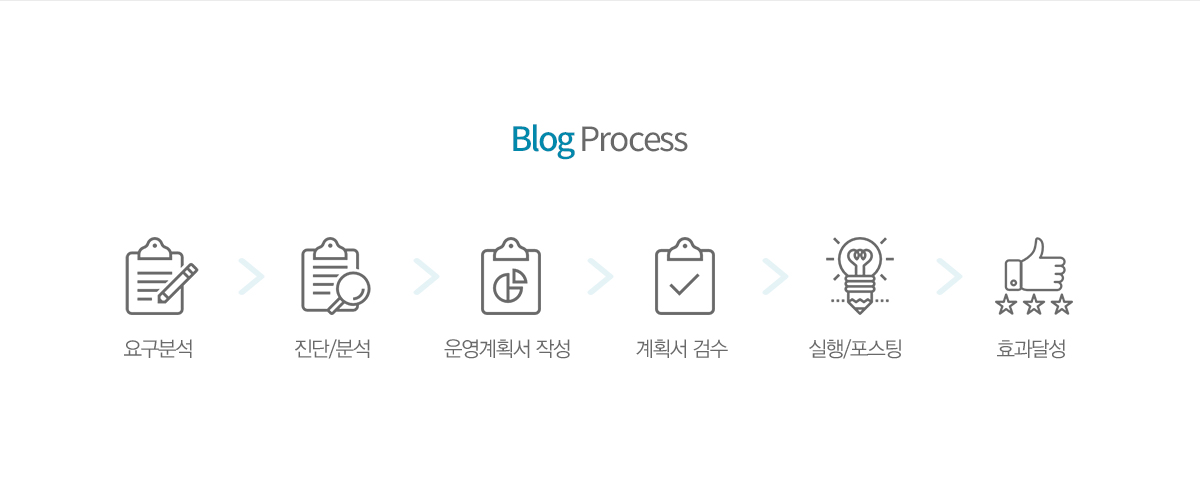 Blog Process
요구분석
진단/분석
운영계획서 작성
계획서 검수
실행/포스팅
효과달성